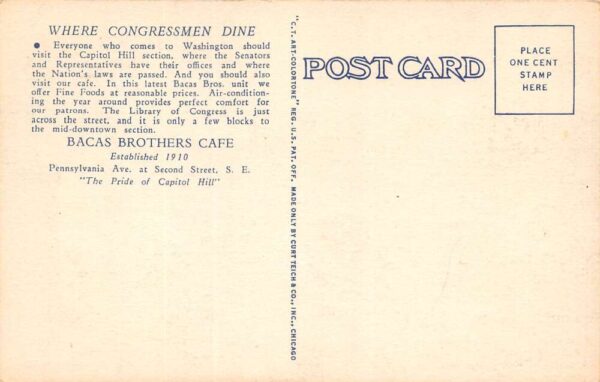 WHERE CONGRESSMEN DINE
● Everyone who comes to Washington should
visit the Capitol Hill section, where the Senators
and Representatives have their offices and where
the Nation's laws are passed. And you should also
visit our cafe. In this latest Bacas Bros. unit we
offer Fine Foods at reasonable prices. Air-condition-
ing the year around provides perfect comfort for
our patrons. The Library of Congress is just
across the street, and it is only a few blocks to
the mid-downtown section.
BACAS BROTHERS CAFE
Established 1910
Pennsylvania Ave. at Second Street, S. E.
"The Pride of Capitol Hill"
"C.T. ART-COLORTONE" REG. U.S. PAT. OFF. MADE ONLY BY CURT TEICH & CO., INC., CHICAGO
POST CARD
PLACE
ONE CENT
STAMP
HERE